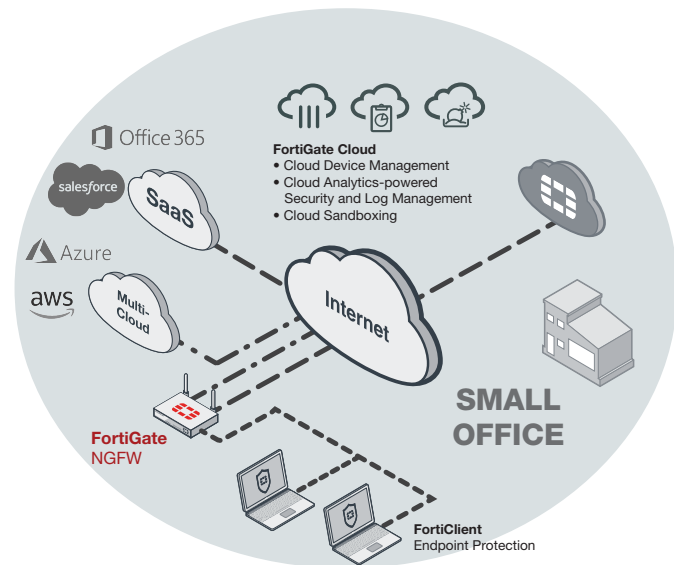 Office 365
salesforce
SaaS
Azure
aws
Multi-
Cloud
FortiGate Cloud
• Cloud Device Management
• Cloud Analytics-powered
Security and Log Management
• Cloud Sandboxing
Internet
SMALL
OFFICE
FortiGate
NGFW
FortiClient
Endpoint Protection